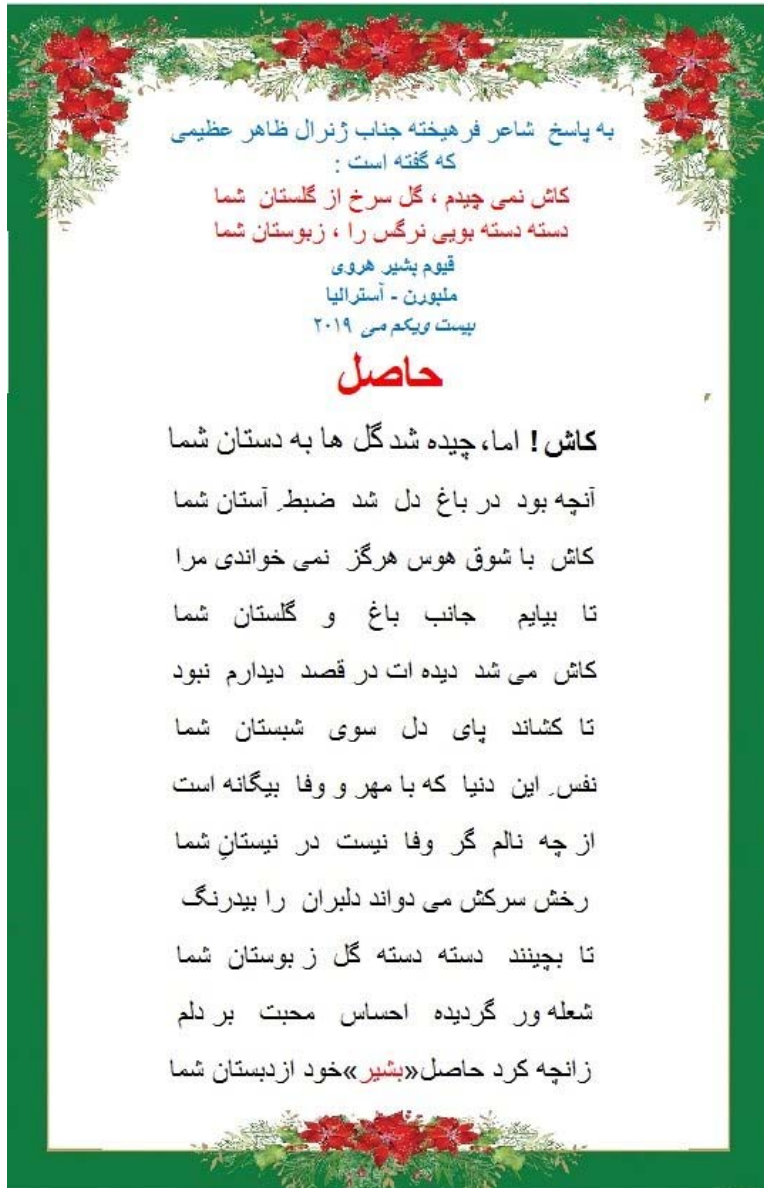 به پاسخ شاعر فرهیخته جناب ژنرال ظاهر عظیمی
که گفته است :
کاش نمی چیدم ، گل سرخ از گلستان شما
دسته دسته بویی نرگس را ، زبوستان شما
قیوم بشیر هروی
ملبورن - آسترالیا
بیست ویکم می ۲۰۱۹
حاصل
کاش ! اما، چیده شد گل ها به دستان شما
آنچه بود در باغ دل شد ضبطِ آستان شما
کاش با شوق هوس هرگز نمی خواندی مرا
تا بیایم جانب باغ و گلستان شما
کاش می شد دیده ات در قصد دیدارم نبود
تا کشاند پای دل سوی شبستان شما
نفسِ این دنیا که با مهر و وفا بیگانه است
از چه نالم گر وفا نیست در نیستانِ شما
رخش سرکش می دواند دلبران را بیدرنگ
تا بچینند دسته دسته گل ز بوستان شما
شعله ور گردیده احساس محبت بر دلم
زانچه کرد حاصل«بشیر»خود ازدبستان شما